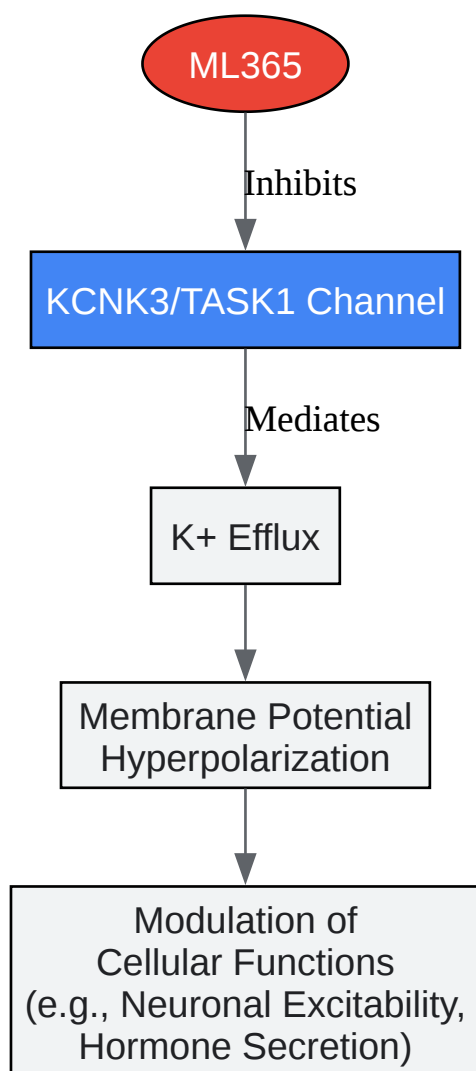 ML365
Inhibits
KCNK3/TASK1 Channel
Mediates
K+ Efflux
Membrane Potential
Hyperpolarization
Modulation of
Cellular Functions
(e.g., Neuronal Excitability,
Hormone Secretion)